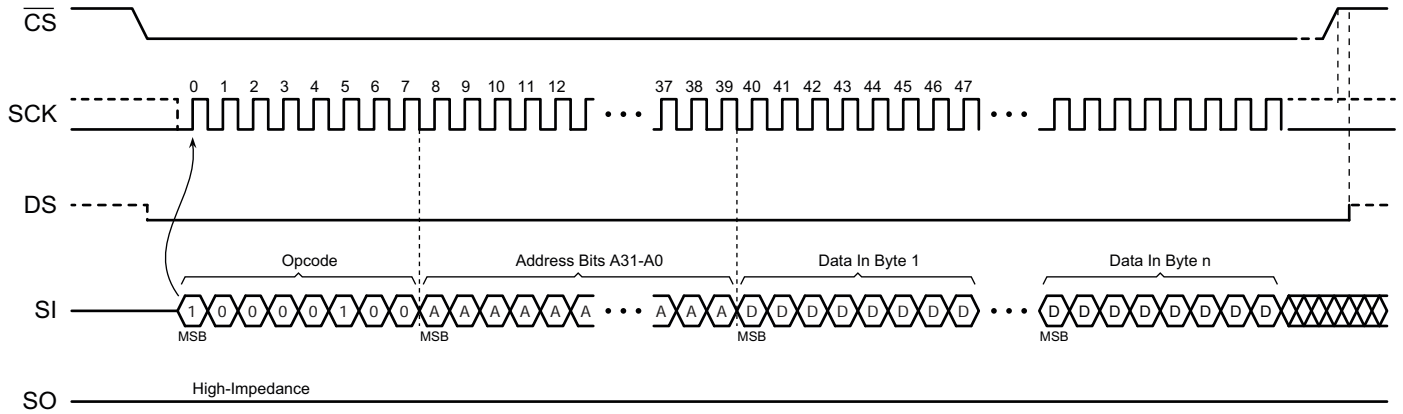 CS
0 1 2 3 4 5 6 7 8 9 10 11 12 37 38 39 40 41 42 43 44 45 46 47
SCK
DS
Opcode Address Bits A31-A0 Data In Byte 1 Data In Byte n
SI 1 0 0 0 0 1 0 0 A A A A A A A A A D D D D D D D D D D D D D D D D
MSB MSB MSB MSB
High-Impedance
SO